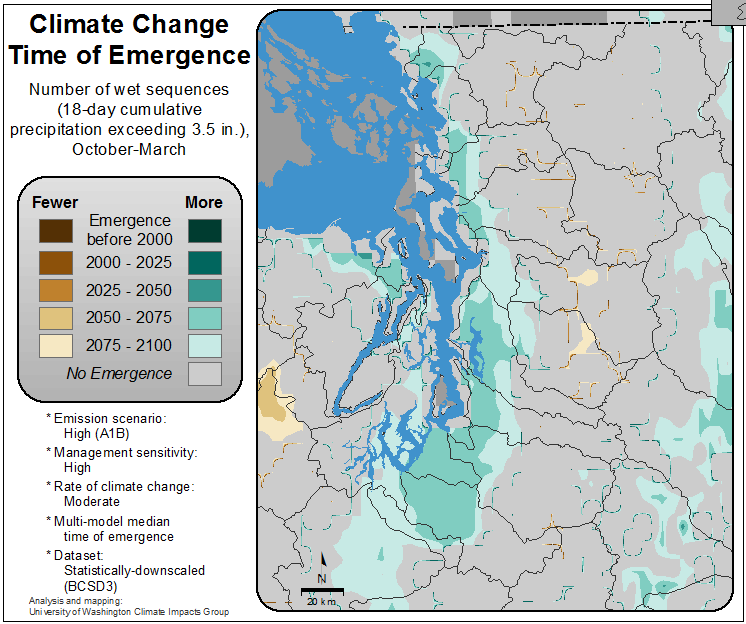 Climate Change
Time of Emergence
Number of wet sequences
(18-day cumulative
precipitation exceeding 3.5 in.),
October-March
Fewer More
Emergence
before 2000
2000 - 2025
2025 - 2050
2050 - 2075
2075 - 2100
No Emergence
* Emission scenario:
High (A1B)
* Management sensitivity:
High
* Rate of climate change:
Moderate
* Multi-model median
time of emergence
* Dataset:
Statistically-downscaled
(BCSD3)
Analysis and mapping:
University of Washington Climate Impacts Group
N
20 km